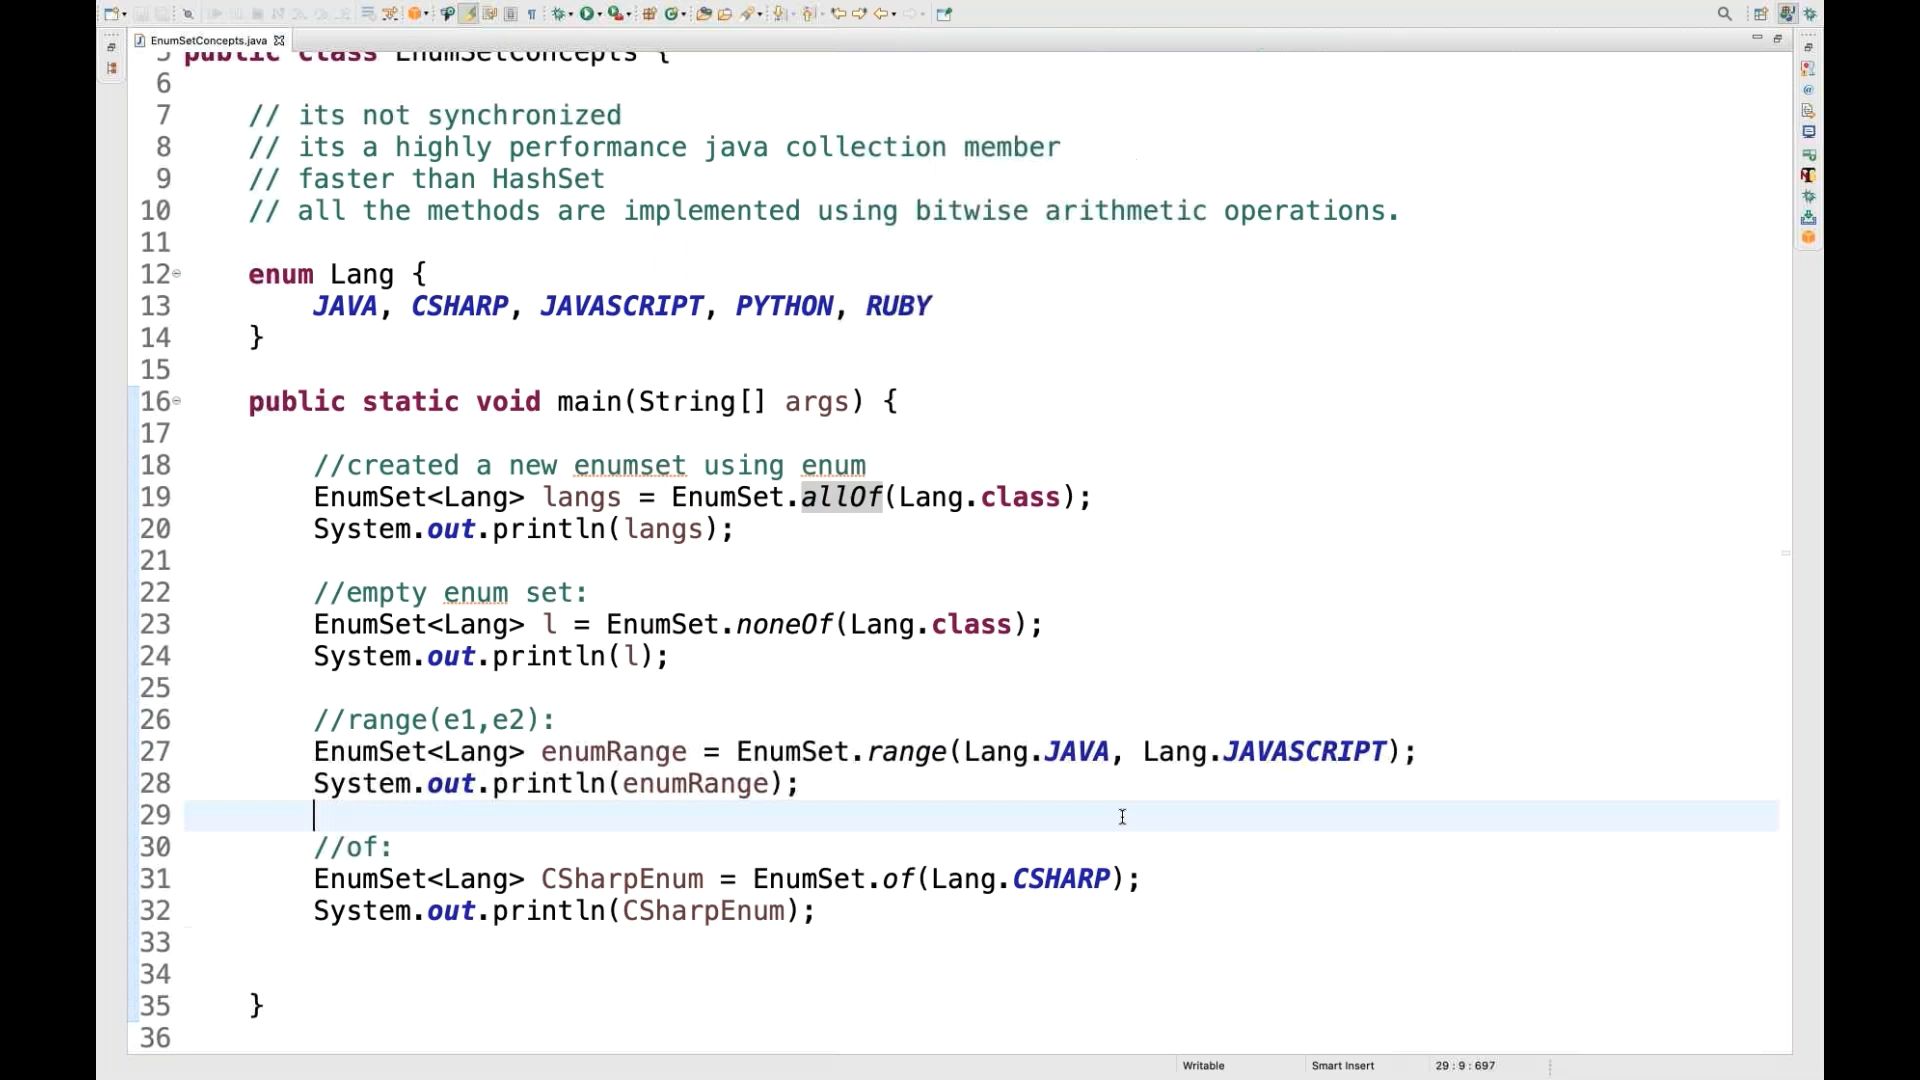 EnumSetConcepts.java
5 public class EnumSetConcepts {
6
7 // its not synchronized
8 // its a highly performance java collection member
9 // faster than HashSet
10 // all the methods are implemented using bitwise arithmetic operations.
11
12 enum Lang {
13 JAVA, CSHARP, JAVASCRIPT, PYTHON, RUBY
14 }
15
16 public static void main(String[] args) {
17
18 //created a new enumset using enum
19 EnumSet<Lang> langs = EnumSet.allOf(Lang.class);
20 System.out.println(langs);
21
22 //empty enum set:
23 EnumSet<Lang> l = EnumSet.noneOf(Lang.class);
24 System.out.println(l);
25
26 //range(e1,e2):
27 EnumSet<Lang> enumRange = EnumSet.range(Lang.JAVA, Lang.JAVASCRIPT);
28 System.out.println(enumRange);
29
30 //of:
31 EnumSet<Lang> CSharpEnum = EnumSet.of(Lang.CSHARP);
32 System.out.println(CSharpEnum);
33
34
35 }
36
Writable Smart Insert 29 : 9 : 697